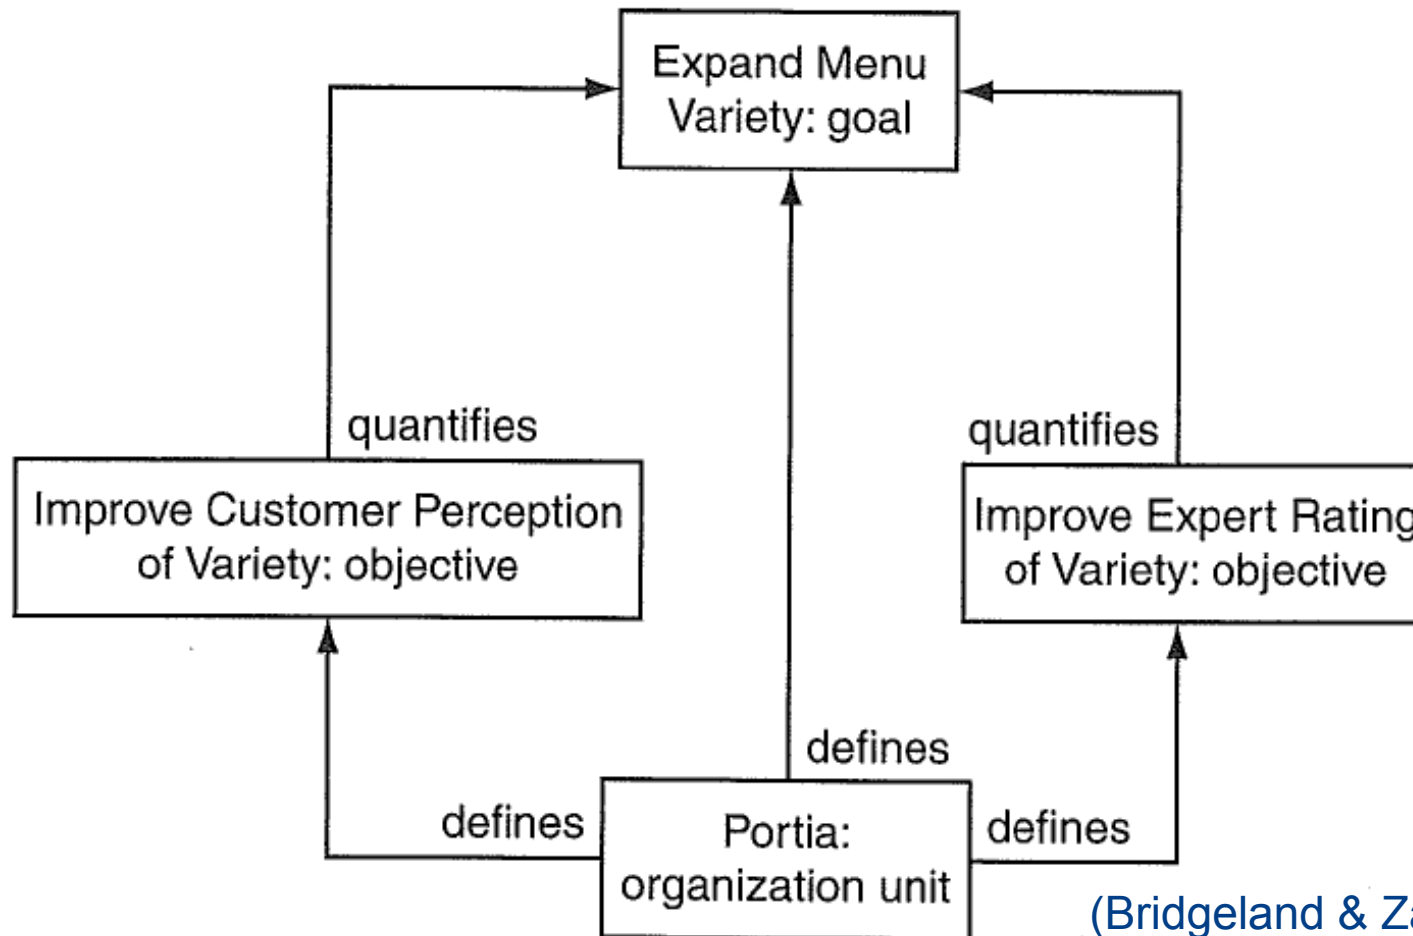 Expand Menu
Variety: goal
quantifies
quantifies
Improve Customer Perception
of Variety: objective
Improve Expert Rating
of Variety: objective
defines
defines
defines
Portia:
organization unit
(Bridgeland &